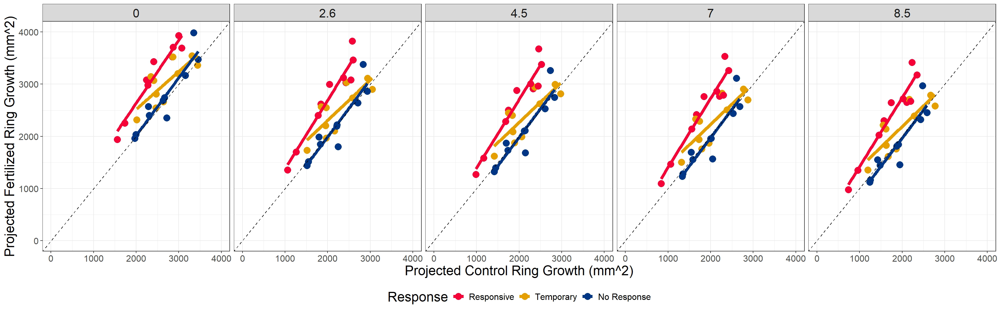 0 2.6 4.5 7 8.5
Projected Fertilized Ring Growth (mm^2)
4000
3000
2000
1000
0
0 1000 2000 3000 4000 0 1000 2000 3000 4000 0 1000 2000 3000 4000 0 1000 2000 3000 4000 0 1000 2000 3000 4000
Projected Control Ring Growth (mm^2)
Response Responsive Temporary No Response